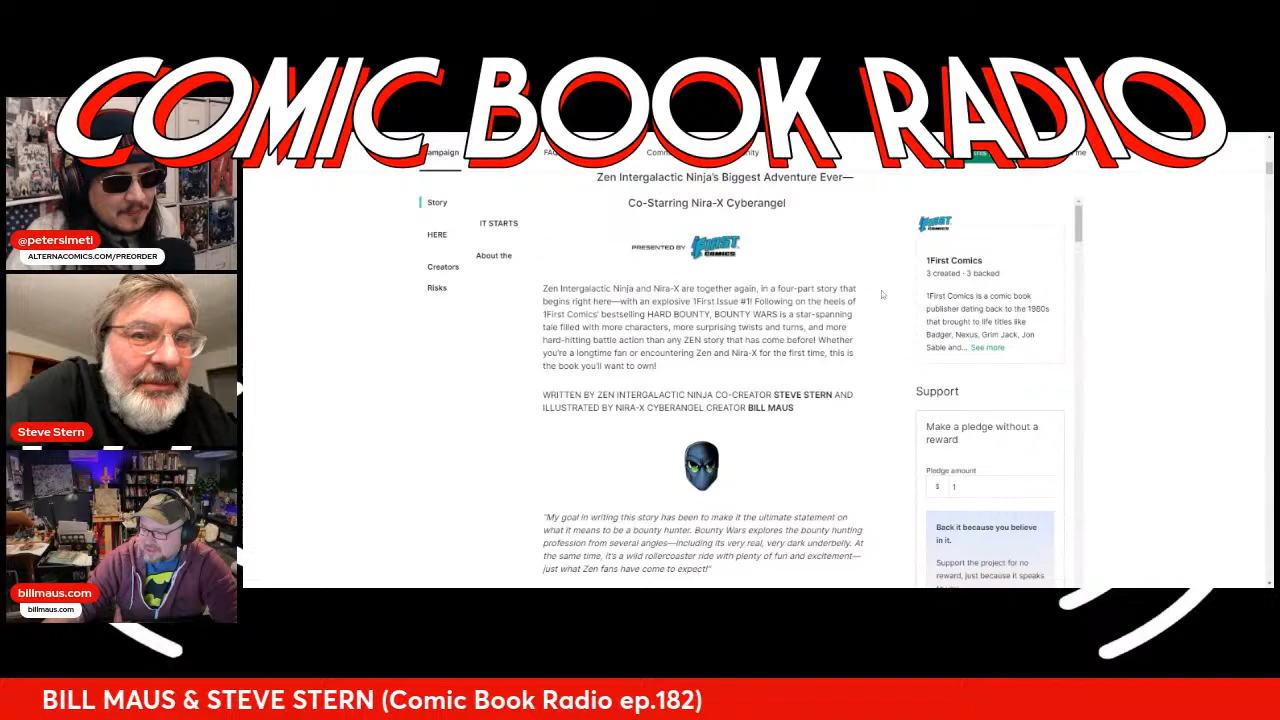 COMIC BOOK RADIO
@petersimeti
ALTERNACOMICS.COM/PREORDER
Steve Stern
billmaus.com
billmaus.com
ampaign
FAQ
Zen Intergalactic Ninja's Biggest Adventure Ever—
Co-Starring Nira-X Cyberangel
Story
IT STARTS
HERE
About the
Creators
Risks
PRESENTED BY 1FIRST COMICS
Zen Intergalactic Ninja and Nira-X are together again, in a four-part story that
begins right here—with an explosive 1First Issue #1! Following on the heels of
1First Comics' bestselling HARD BOUNTY, BOUNTY WARS is a star-spanning
tale filled with more characters, more surprising twists and turns, and more
hard-hitting battle action than any ZEN story that has come before! Whether
you're a longtime fan or encountering Zen and Nira-X for the first time, this is
the book you'll want to own!
WRITTEN BY ZEN INTERGALACTIC NINJA CO-CREATOR STEVE STERN AND
ILLUSTRATED BY NIRA-X CYBERANGEL CREATOR BILL MAUS
"My goal in writing this story has been to make it the ultimate statement on
what it means to be a bounty hunter. Bounty Wars explores the bounty hunting
profession from several angles—including its very real, very dark underbelly. At
the same time, it's a wild rollercoaster ride with plenty of fun and excitement—
just what Zen fans have come to expect!"
1FIRST COMICS
1First Comics
3 created · 3 backed
1First Comics is a comic book
publisher dating back to the 1980s
that brought to life titles like
Badger, Nexus, Grim Jack, Jon
Sable and... See more
Support
Make a pledge without a
reward
Pledge amount
$ 1
Back it because you believe
in it.
Support the project for no
reward, just because it speaks
BILL MAUS & STEVE STERN (Comic Book Radio ep.182)